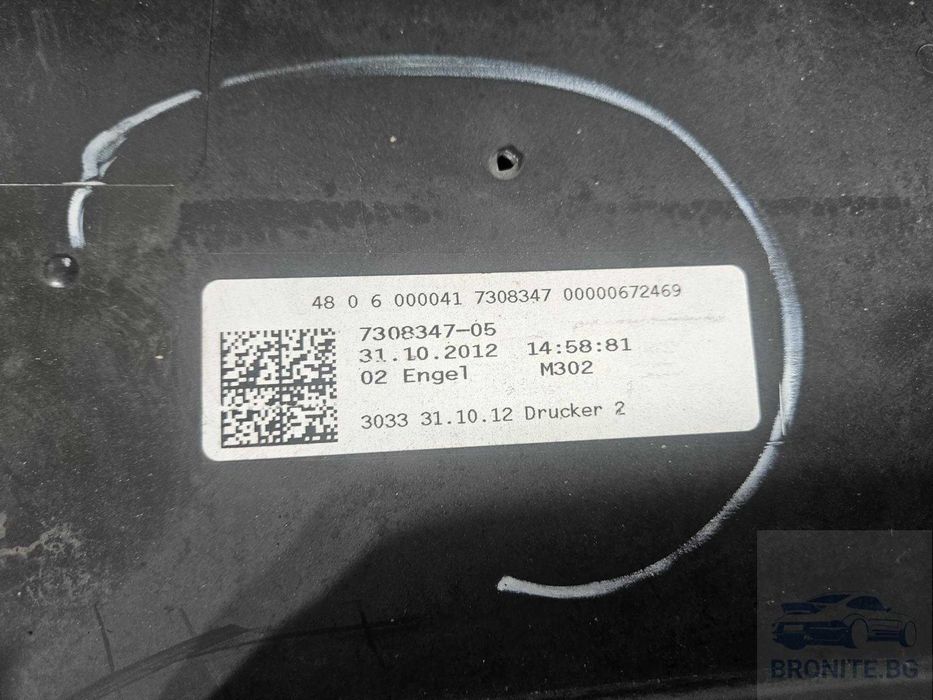 48 0 6 000041 7308347 00000672469
7308347-05
31.10.2012 14:58:81
02 Engel M302
3033 31.10.12 Drucker 2
BRONITE.BG